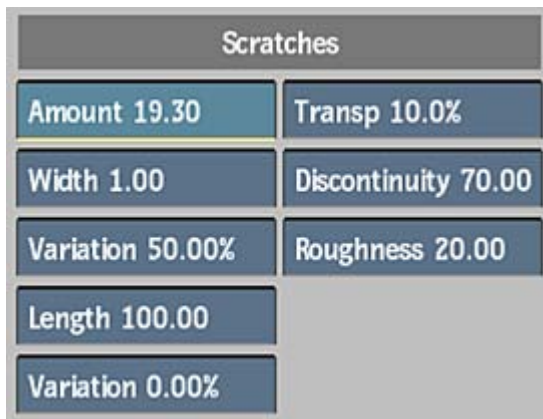 Scratches
Amount 19.30
Transp 10.0%
Width 1.00
Discontinuity 70.00
Variation 50.00%
Roughness 20.00
Length 100.00
Variation 0.00%